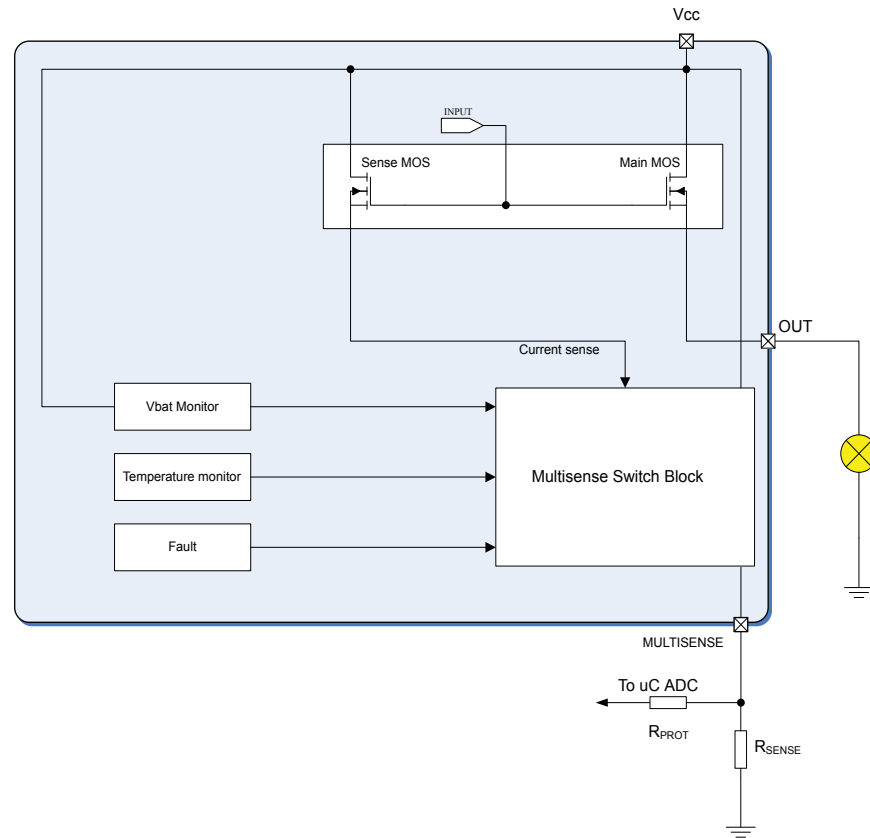 Vcc
INPUT
Sense MOS
Main MOS
OUT
Current sense
Vbat Monitor
Temperature monitor
Multisense Switch Block
Fault
MULTISENSE
To uC ADC
RPROT
RSENSE